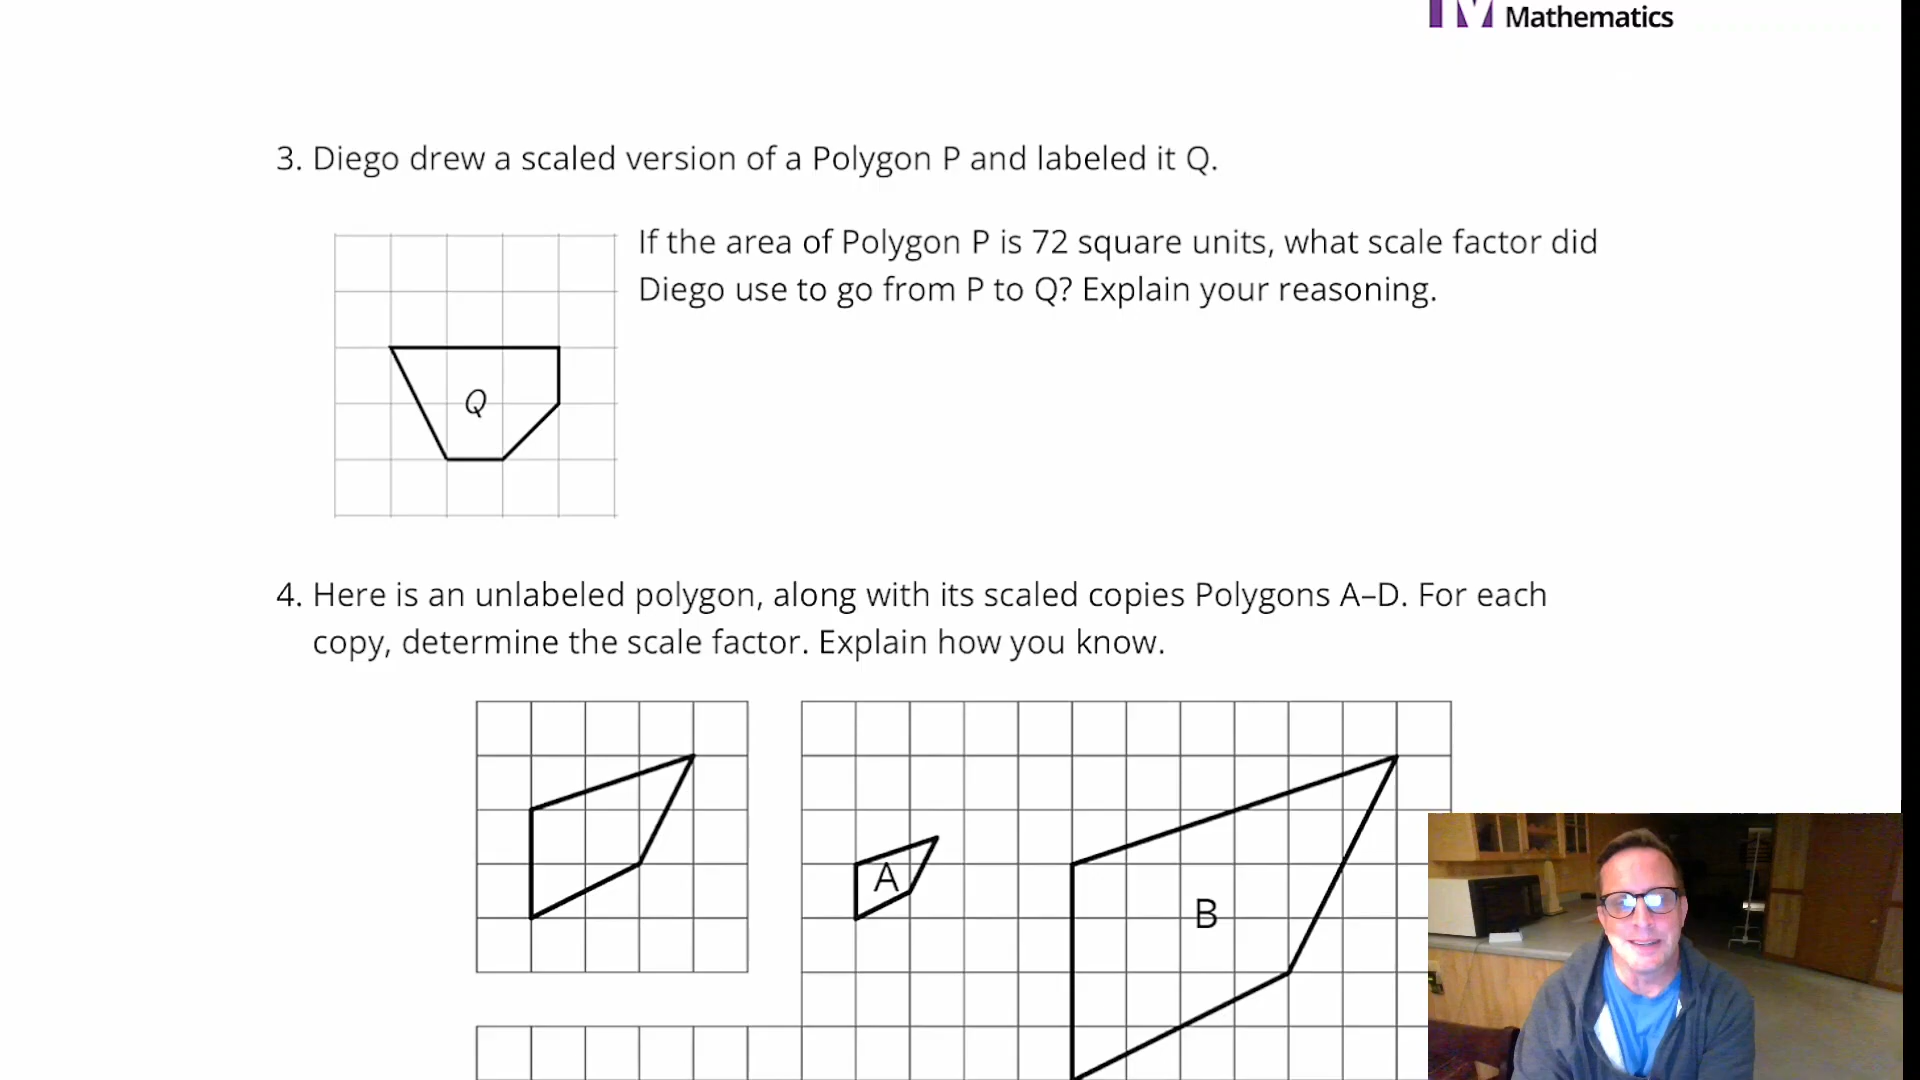 Mathematics
3. Diego drew a scaled version of a Polygon P and labeled it Q.
If the area of Polygon P is 72 square units, what scale factor did
Diego use to go from P to Q? Explain your reasoning.
Q
4. Here is an unlabeled polygon, along with its scaled copies Polygons A–D. For each
copy, determine the scale factor. Explain how you know.
A
B